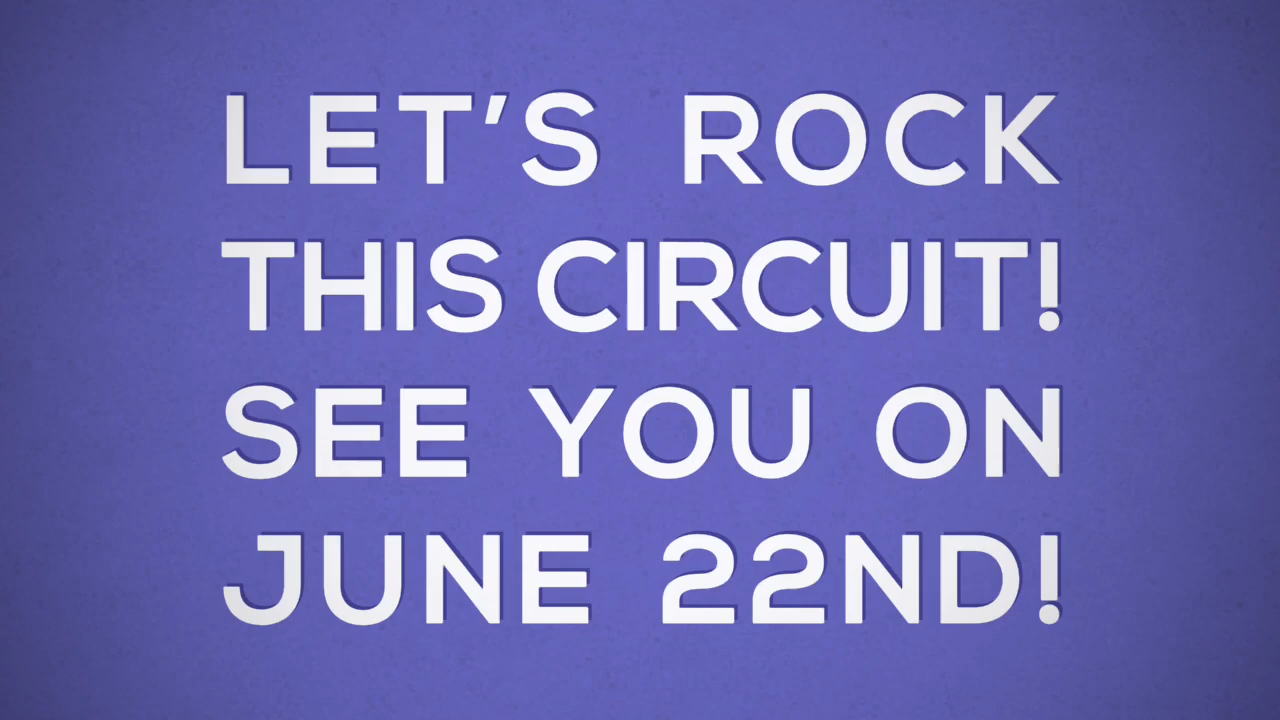 LET’S ROCK
THIS CIRCUIT!
SEE YOU ON
JUNE 22ND!